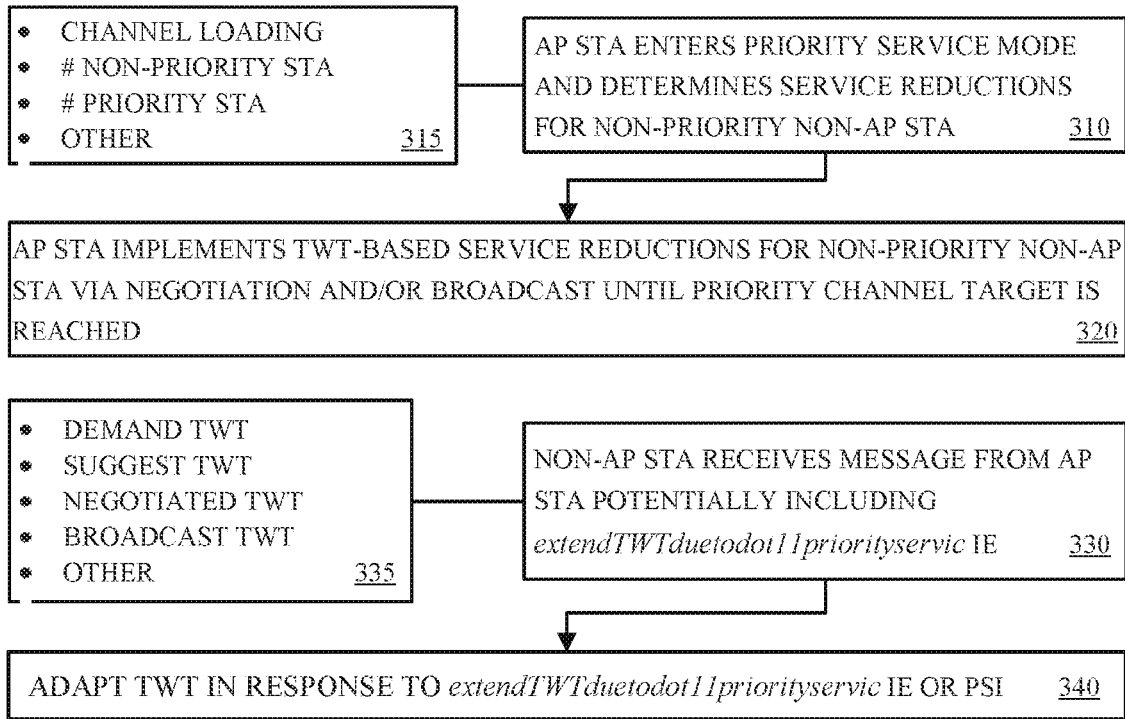 • CHANNEL LOADING
• # NON-PRIORITY STA
• # PRIORITY STA
• OTHER 315
AP STA ENTERS PRIORITY SERVICE MODE
AND DETERMINES SERVICE REDUCTIONS
FOR NON-PRIORITY NON-AP STA 310
AP STA IMPLEMENTS TWT-BASED SERVICE REDUCTIONS FOR NON-PRIORITY NON-AP
STA VIA NEGOTIATION AND/OR BROADCAST UNTIL PRIORITY CHANNEL TARGET IS
REACHED 320
• DEMAND TWT
• SUGGEST TWT
• NEGOTIATED TWT
• BROADCAST TWT
• OTHER 335
NON-AP STA RECEIVES MESSAGE FROM AP
STA POTENTIALLY INCLUDING
extendTWTduetodot11priorityservic IE 330
ADAPT TWT IN RESPONSE TO extendTWTduetodot11priorityservic IE OR PSI 340